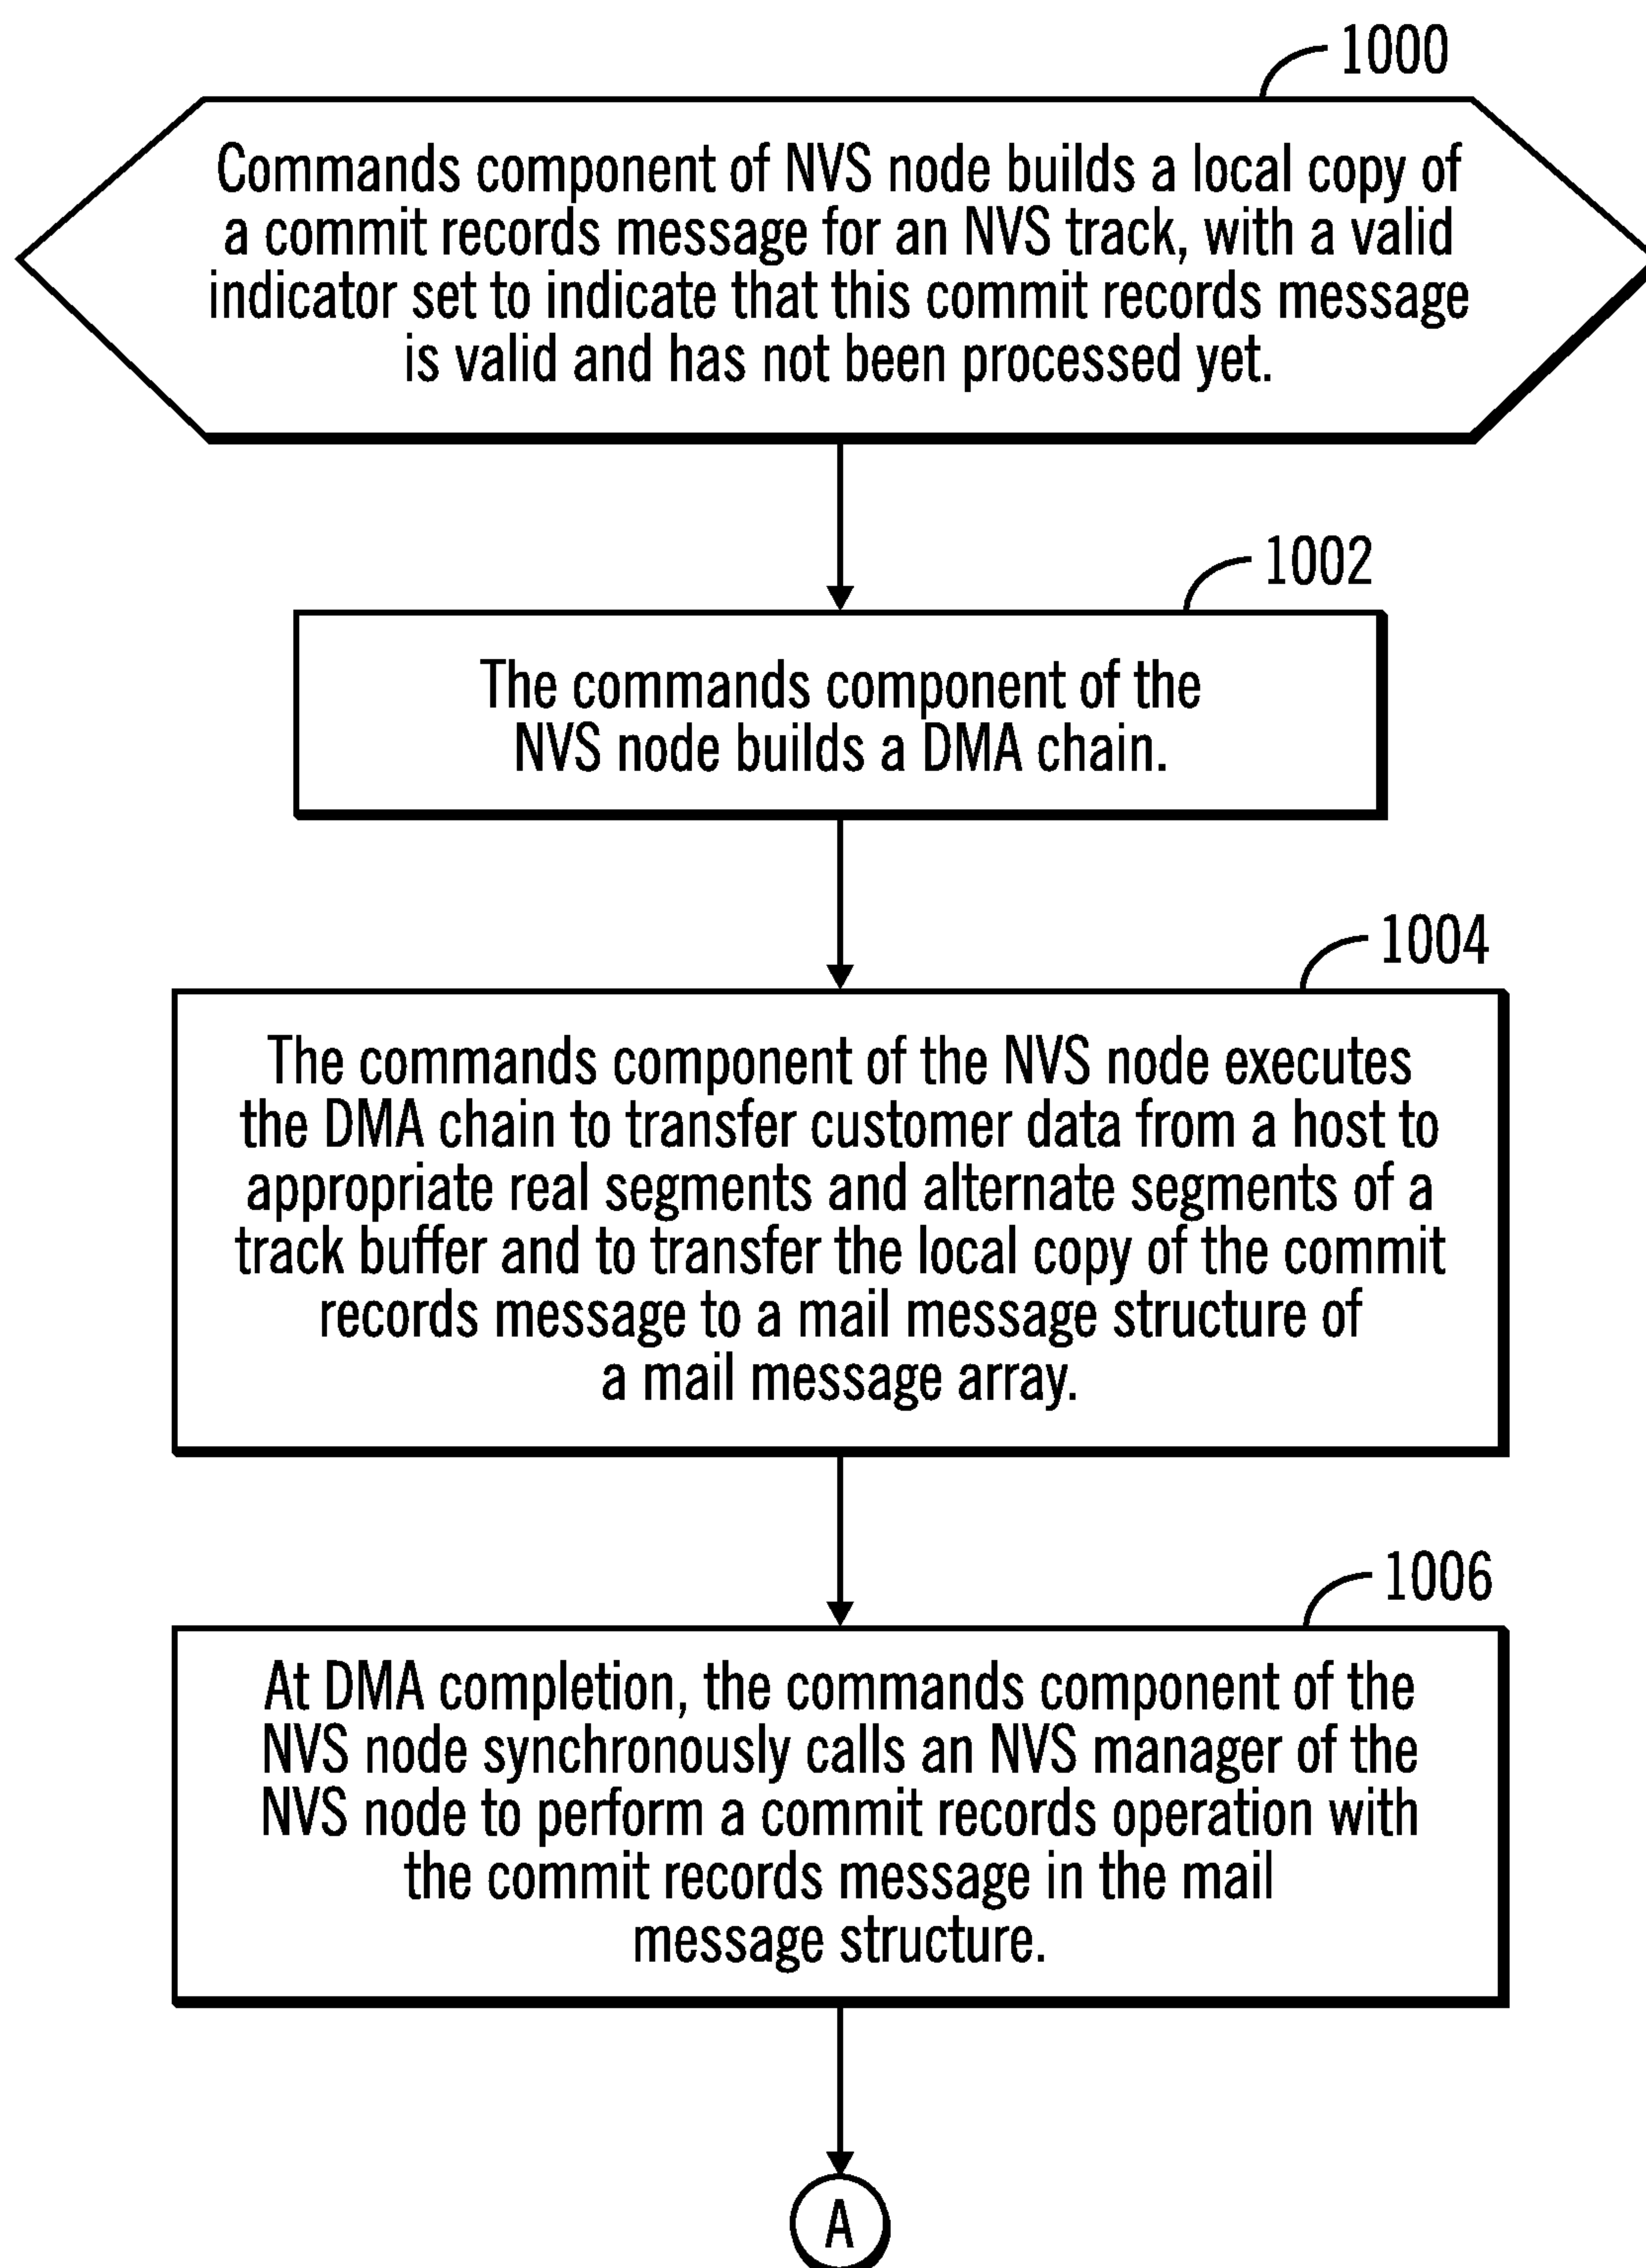 1000
Commands component of NVS node builds a local copy of
a commit records message for an NVS track, with a valid
indicator set to indicate that this commit records message
is valid and has not been processed yet.
1002
The commands component of the
NVS node builds a DMA chain.
1004
The commands component of the NVS node executes
the DMA chain to transfer customer data from a host to
appropriate real segments and alternate segments of a
track buffer and to transfer the local copy of the commit
records message to a mail message structure of
a mail message array.
1006
At DMA completion, the commands component of the
NVS node synchronously calls an NVS manager of the
NVS node to perform a commit records operation with
the commit records message in the mail
message structure.
A